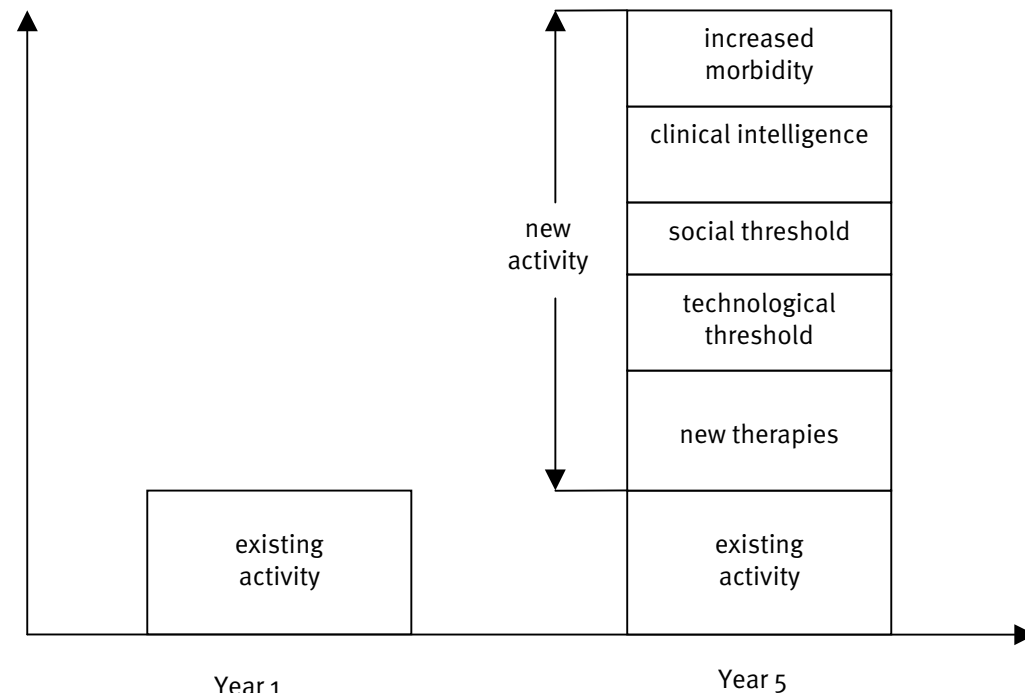 increased
morbidity
clinical intelligence
social threshold
new
activity
technological
threshold
new therapies
existing
activity
existing
activity
Year 1
Year 5